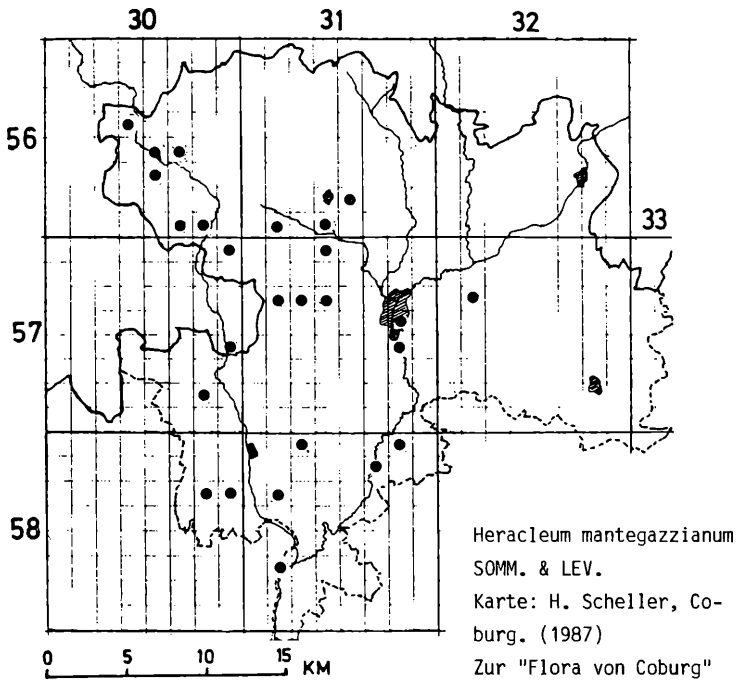 30 31 32
56
33
57
58
Heracleum mantegazzianum
SOMM. & LEV.
Karte: H. Scheller, Co-
burg. (1987)
Zur "Flora von Coburg"
0 5 10 15 KM